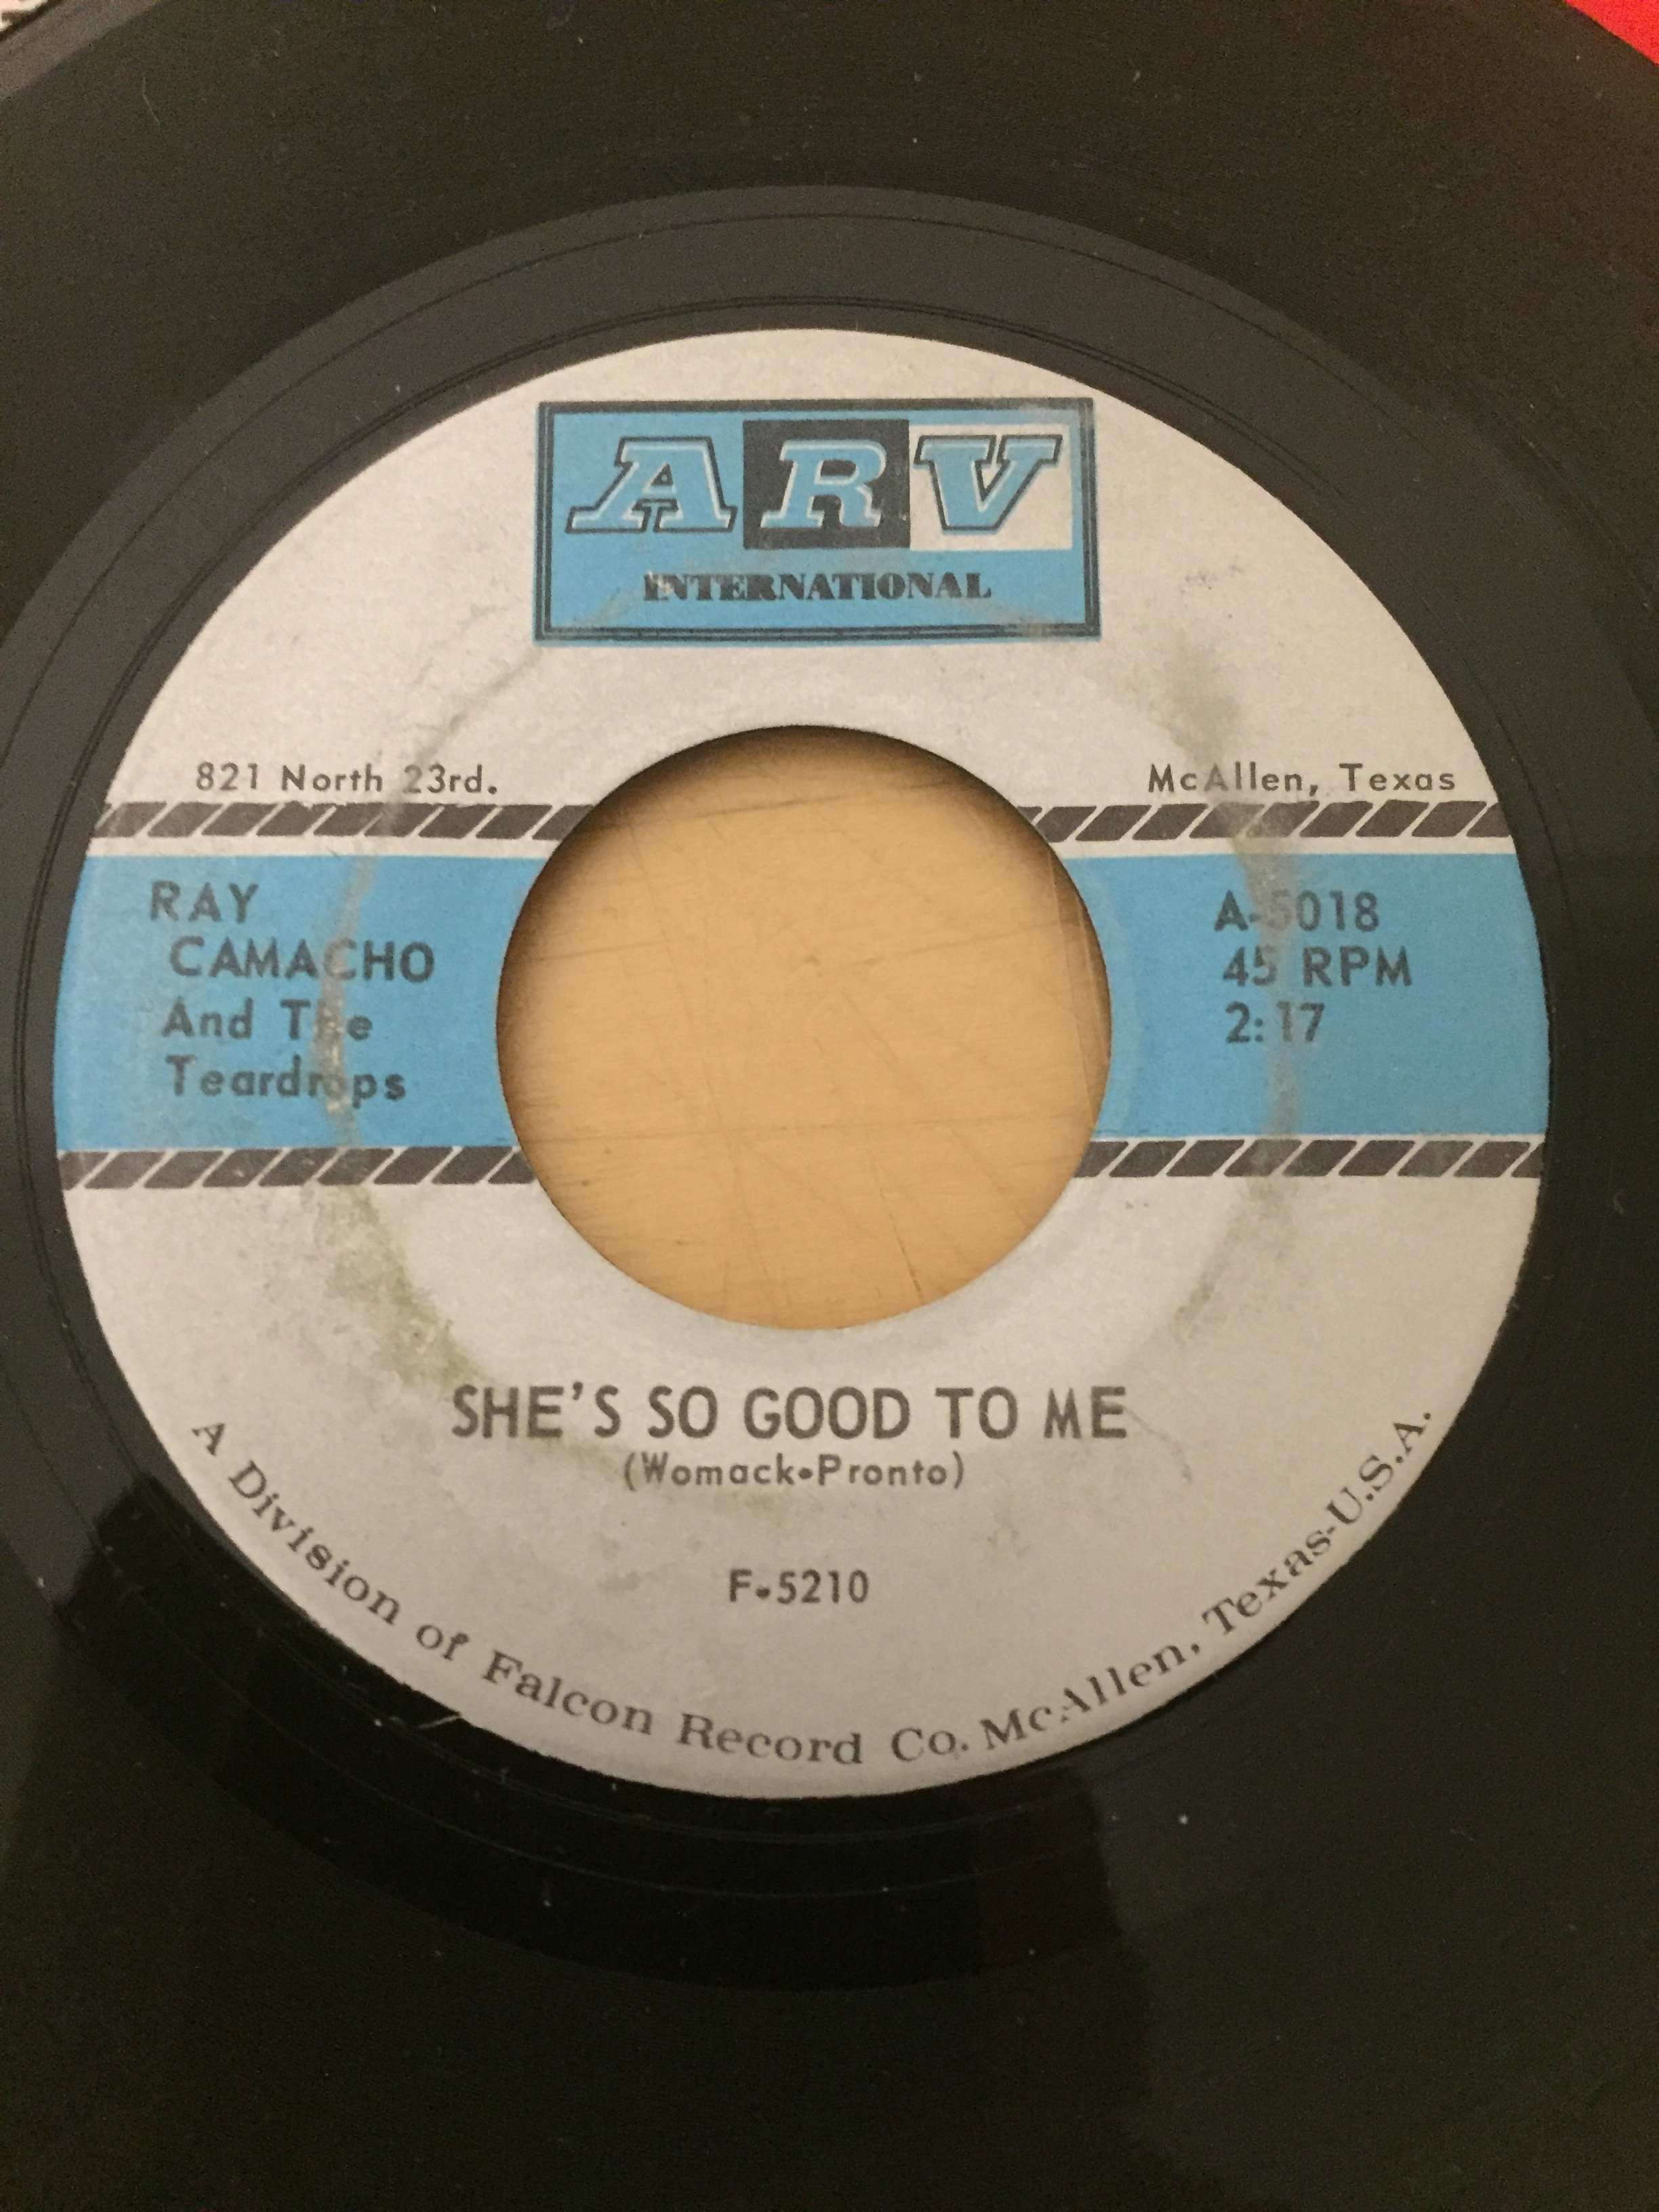 ARV
INTERNATIONAL
821 North 23rd.
McAllen, Texas
RAY
CAMACHO
And The
Teardrops
A-5018
45 RPM
2:17
SHE'S SO GOOD TO ME
(Womack•Pronto)
F•5210
A Division of Falcon Record Co. McAllen, Texas-U.S.A.